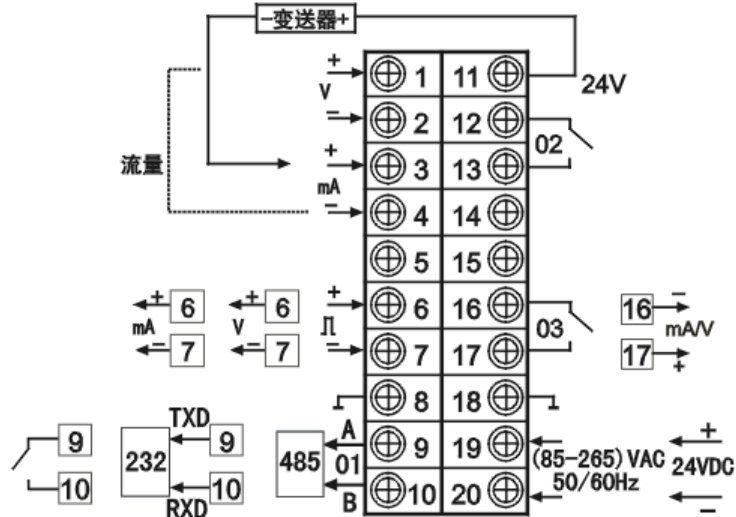 -变送器+
+
V
-
流量
+
mA
-
1 11
2 12
3 13
4 14
5 15
6 16
7 17
8 18
9 19
10 20
24V
02
+ 6
mA
- 7
+ 6
V
- 7
+
-
03
16 -
mA/V
17 +
9
10
TXD
232 9
10
RXD
485
A
01
B
(85-265)VAC
50/60Hz
+
24VDC
-